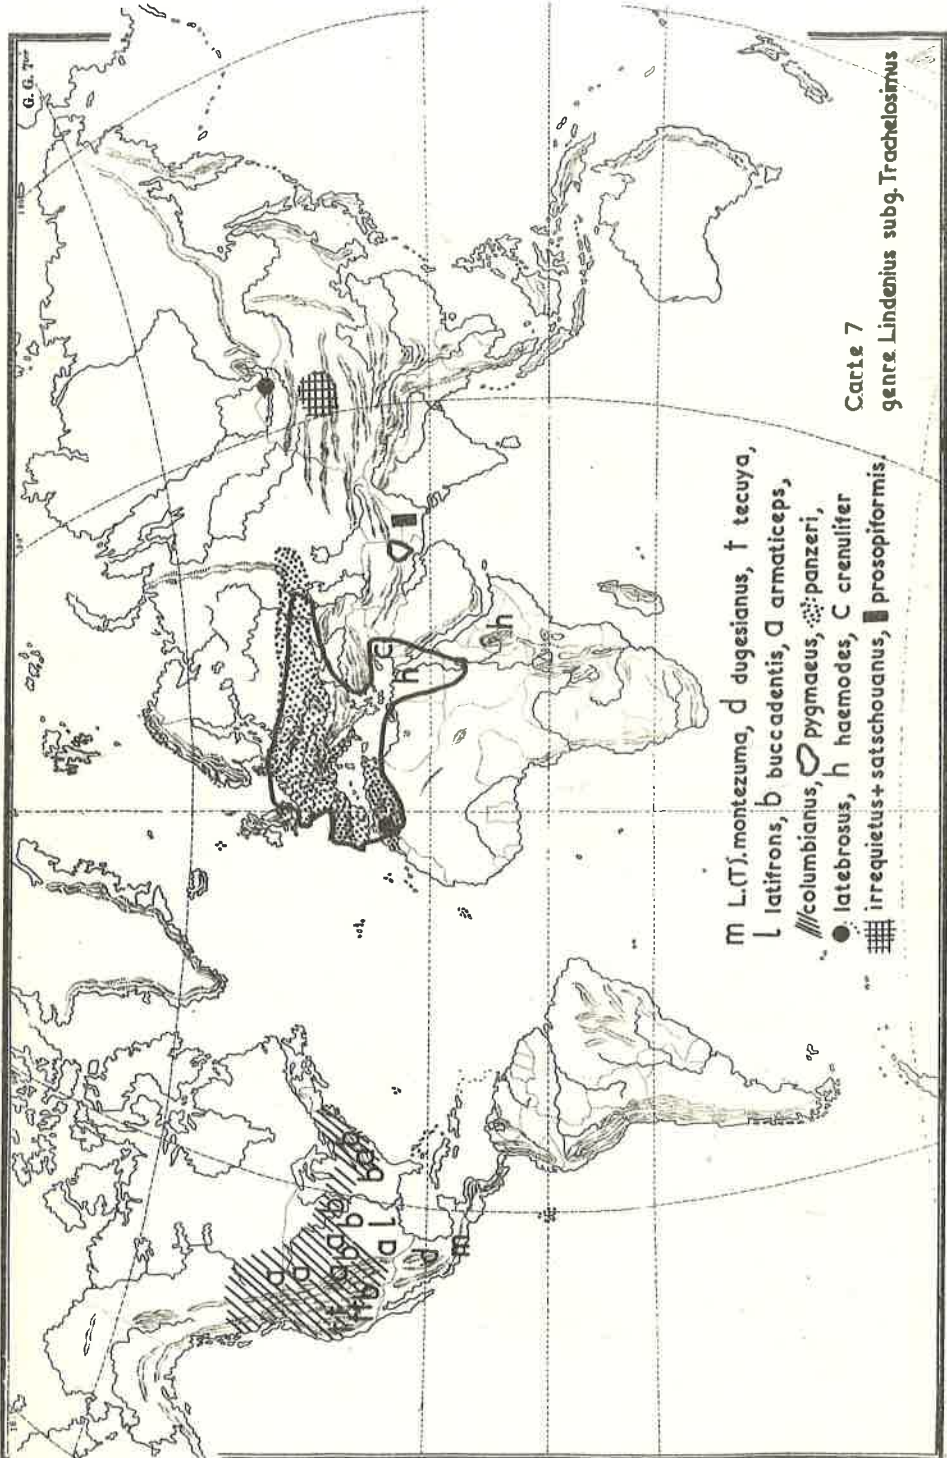 G. G. 7
Carte 7
genre Lindenius subg. Trachelosimus
m L.(T). montezuma, d dugesianus, t tecuya,
l latifrons, b buccadentis, a armaticeps,
columbianus, pygmaeus, panzeri,
latebrosus, h haemodes, c crenulifer
irrequietus+satschouanus, prosopiformis.
c
h
h
l
a
d
m